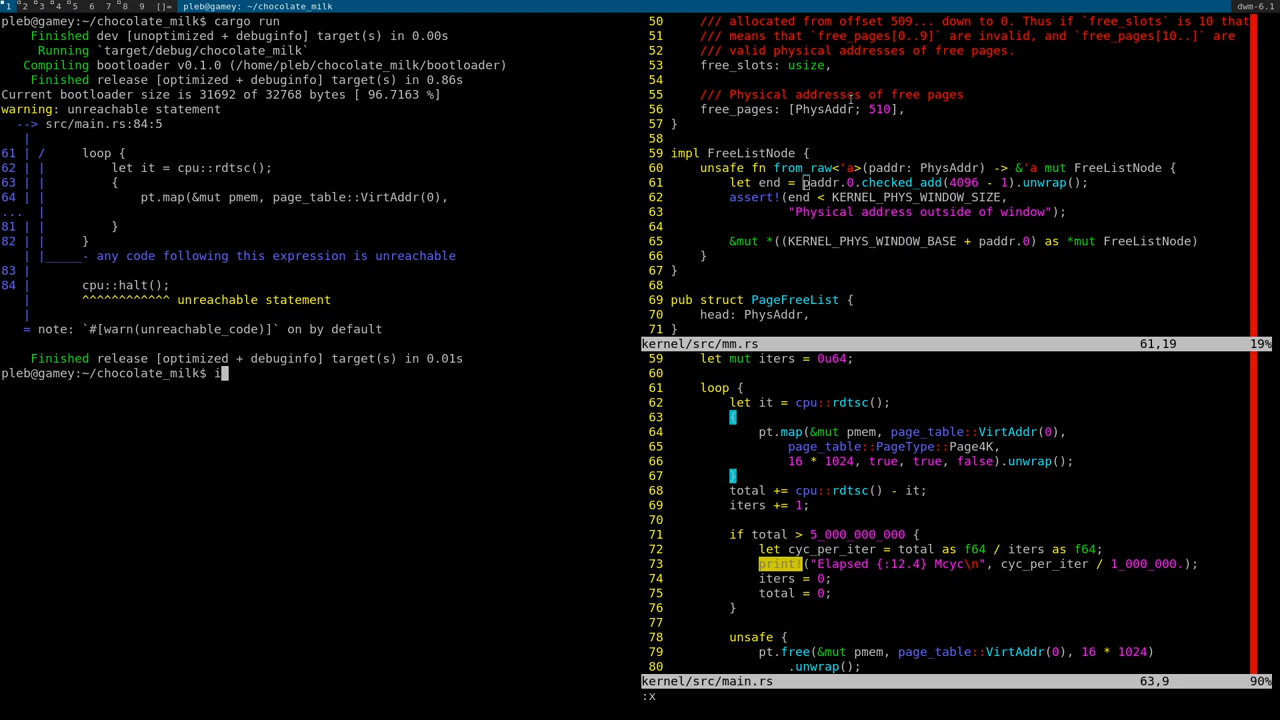 1 2 3 4 5 6 7 8 9 []= pleb@gamey: ~/chocolate_milk dwm-6.1
pleb@gamey:~/chocolate_milk$ cargo run
    Finished dev [unoptimized + debuginfo] target(s) in 0.00s
     Running `target/debug/chocolate_milk`
   Compiling bootloader v0.1.0 (/home/pleb/chocolate_milk/bootloader)
    Finished release [optimized + debuginfo] target(s) in 0.86s
Current bootloader size is 31692 of 32768 bytes [ 96.7163 %]
warning: unreachable statement
  --> src/main.rs:84:5
   |
61 | /     loop {
62 | |         let it = cpu::rdtsc();
63 | |         {
64 | |             pt.map(&mut pmem, page_table::VirtAddr(0),
...  |
81 | |         }
82 | |     }
   | |_____- any code following this expression is unreachable
83 |
84 |       cpu::halt();
   |       ^^^^^^^^^^^^ unreachable statement
   |
   = note: `#[warn(unreachable_code)]` on by default
    Finished release [optimized + debuginfo] target(s) in 0.01s
pleb@gamey:~/chocolate_milk$ i
50     /// allocated from offset 509... down to 0. Thus if `free_slots` is 10 that
51     /// means that `free_pages[0..9]` are invalid, and `free_pages[10..]` are
52     /// valid physical addresses of free pages.
53     free_slots: usize,
54
55     /// Physical addresses of free pages
56     free_pages: [PhysAddr; 510],
57 }
58
59 impl FreeListNode {
60     unsafe fn from_raw<'a>(paddr: PhysAddr) -> &'a mut FreeListNode {
61         let end = paddr.0.checked_add(4096 - 1).unwrap();
62         assert!(end < KERNEL_PHYS_WINDOW_SIZE,
63                 "Physical address outside of window");
64
65         &mut *((KERNEL_PHYS_WINDOW_BASE + paddr.0) as *mut FreeListNode)
66     }
67 }
68
69 pub struct PageFreeList {
70     head: PhysAddr,
71 }
kernel/src/mm.rs 61,19 19%
59     let mut iters = 0u64;
60
61     loop {
62         let it = cpu::rdtsc();
63         {
64             pt.map(&mut pmem, page_table::VirtAddr(0),
65                 page_table::PageType::Page4K,
66                 16 * 1024, true, true, false).unwrap();
67         }
68         total += cpu::rdtsc() - it;
69         iters += 1;
70
71         if total > 5_000_000_000 {
72             let cyc_per_iter = total as f64 / iters as f64;
73             print!("Elapsed {:12.4} Mcyc\n", cyc_per_iter / 1_000_000.);
74             iters = 0;
75             total = 0;
76         }
77
78         unsafe {
79             pt.free(&mut pmem, page_table::VirtAddr(0), 16 * 1024)
80                 .unwrap();
kernel/src/main.rs 63,9 90%
:x